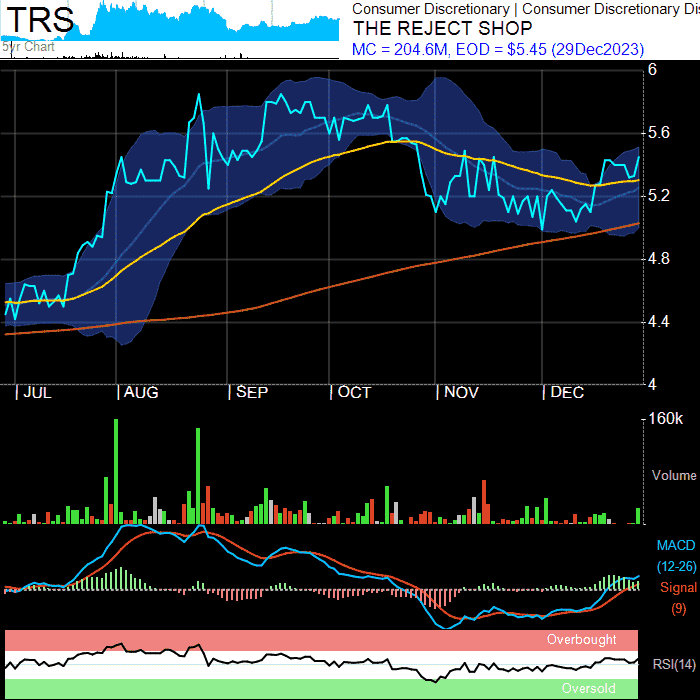 TRS
5yr Chart
Consumer Discretionary | Consumer Discretionary Dis
THE REJECT SHOP
MC = 204.6M, EOD = $5.45 (29Dec2023)
6
5.6
5.2
4.8
4.4
4
| JUL | AUG | SEP | OCT | NOV | DEC
160k
Volume
MACD
(12-26)
Signal
(9)
Overbought
RSI(14)
Oversold